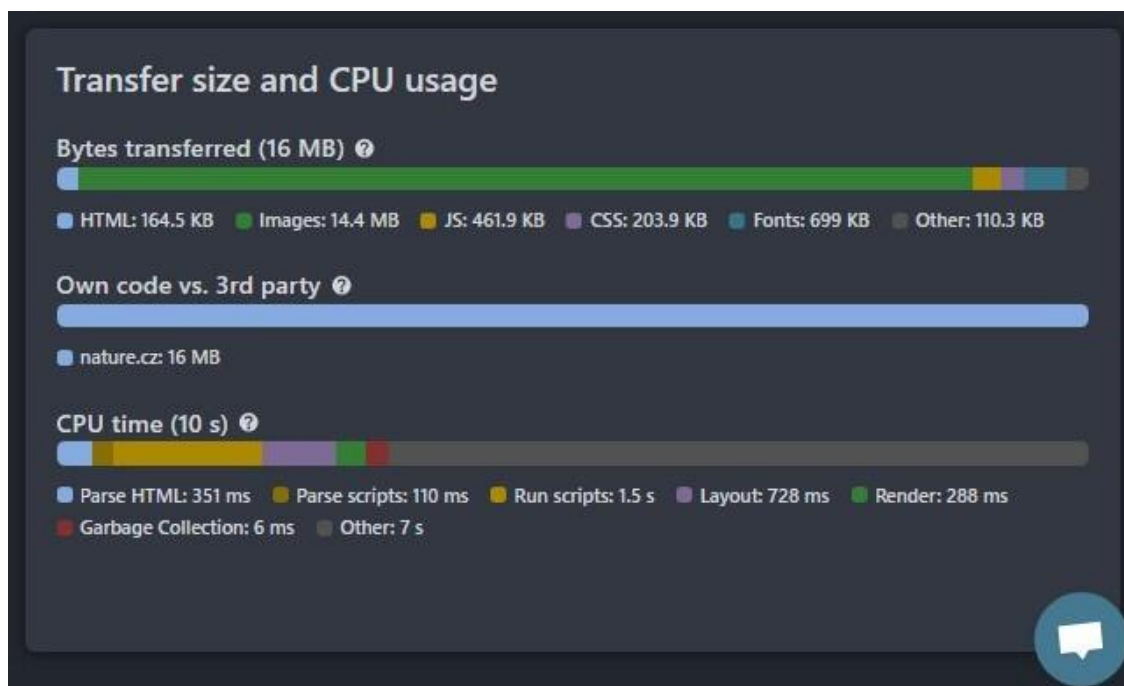 Transfer size and CPU usage
Bytes transferred (16 MB) ?
HTML: 164.5 KB Images: 14.4 MB JS: 461.9 KB CSS: 203.9 KB Fonts: 699 KB Other: 110.3 KB
Own code vs. 3rd party ?
nature.cz: 16 MB
CPU time (10 s) ?
Parse HTML: 351 ms Parse scripts: 110 ms Run scripts: 1.5 s Layout: 728 ms Render: 288 ms
Garbage Collection: 6 ms Other: 7 s